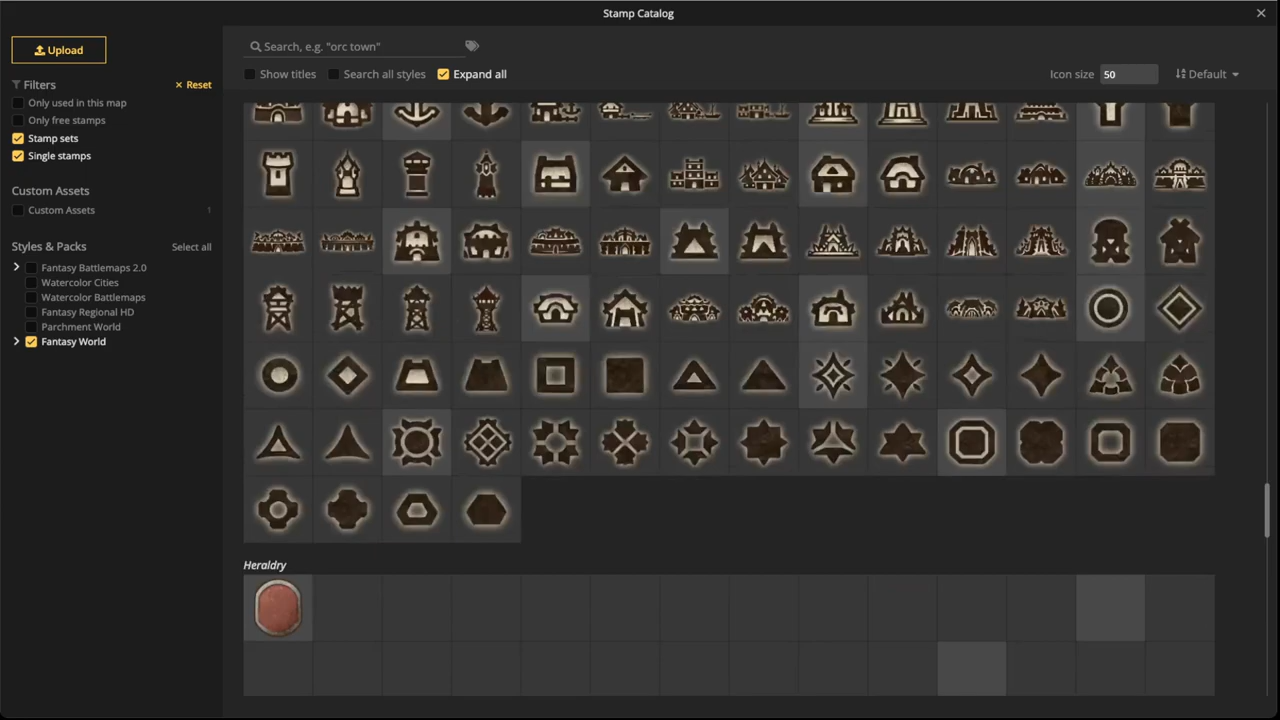 Stamp Catalog
Upload
Search, e.g. "orc town"
Filters
Reset
Show titles
Search all styles
Expand all
Icon size
50
Default
Only used in this map
Only free stamps
Stamp sets
Single stamps
Custom Assets
Custom Assets
1
Styles & Packs
Select all
Fantasy Battlemaps 2.0
Watercolor Cities
Watercolor Battlemaps
Fantasy Regional HD
Parchment World
Fantasy World
Heraldry